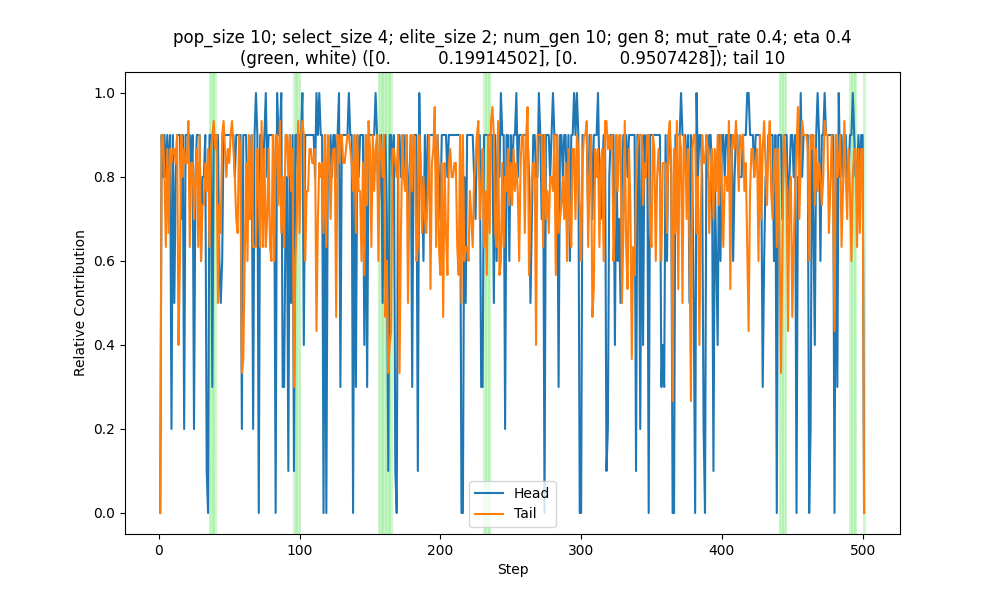 pop_size 10; select_size 4; elite_size 2; num_gen 10; gen 8; mut_rate 0.4; eta 0.4
(green, white) ([0.         0.19914502], [0.        0.9507428]); tail 10
1.0
0.8
0.6
0.4
0.2
0.0
Relative Contribution
Head
Tail
0
100
200
300
400
500
Step